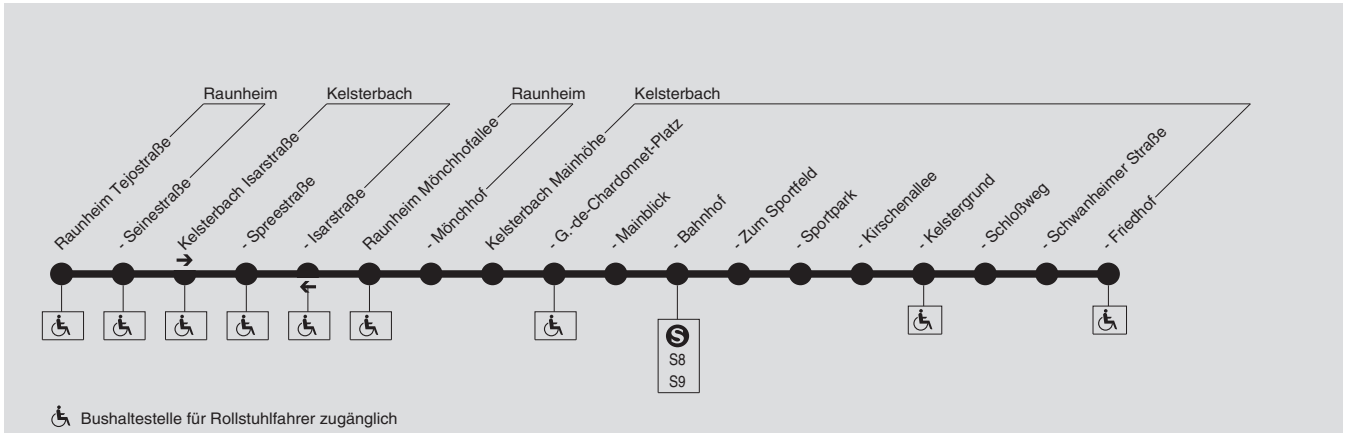 Raunheim
Kelsterbach
Raunheim
Kelsterbach
Raunheim Tejostraße
- Seinestraße
Kelsterbach Isarstraße
- Spreestraße
- Isarstraße
Raunheim Mönchhofallee
- Mönchhof
Kelsterbach Mainhöhe
- G.-de-Chardonnet-Platz
- Mainblick
- Bahnhof
- Zum Sportfeld
- Sportpark
- Kirschenallee
- Kelstergrund
- Schloßweg
- Schwanheimer Straße
- Friedhof
S
S8
S9
Bushaltestelle für Rollstuhlfahrer zugänglich